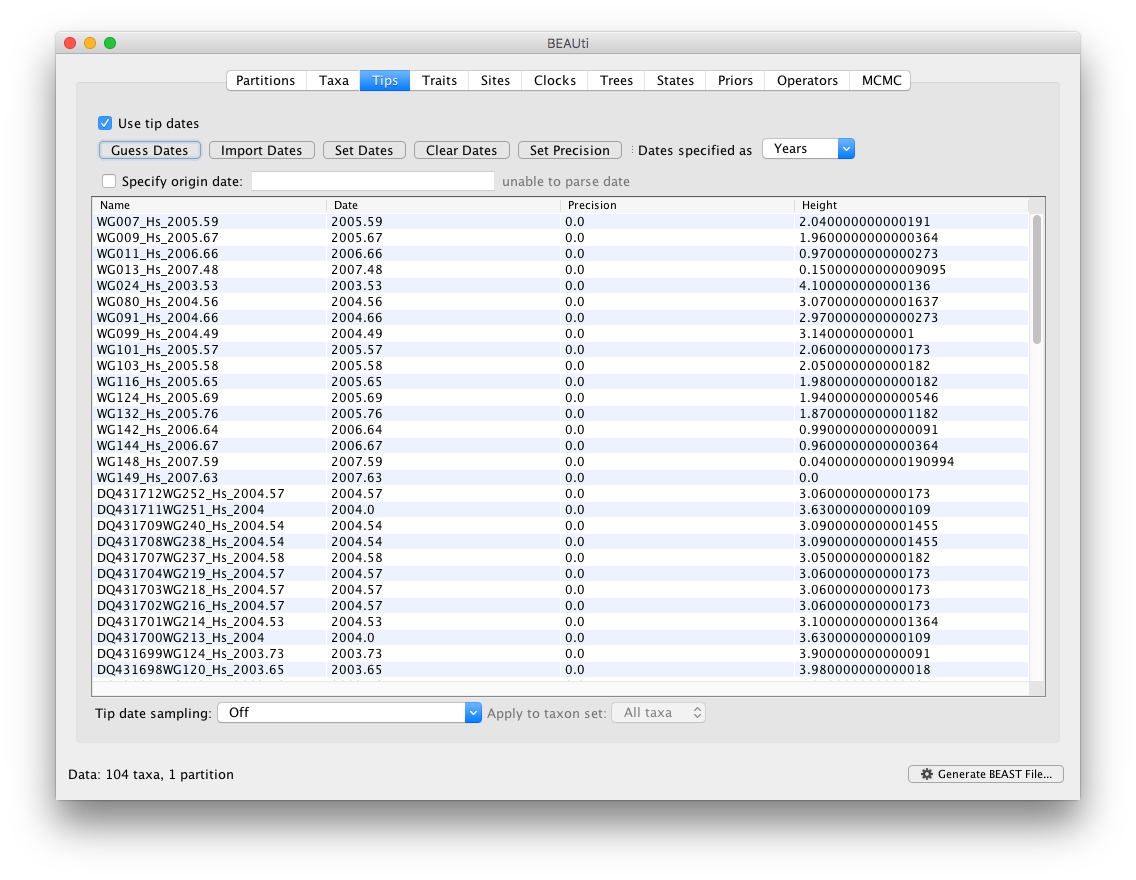 BEAUti
Partitions Taxa Tips Traits Sites Clocks Trees States Priors Operators MCMC
Use tip dates
Guess Dates Import Dates Set Dates Clear Dates Set Precision Dates specified as Years
Specify origin date: unable to parse date
Name Date Precision Height
WG007_Hs_2005.59 2005.59 0.0 2.040000000000191
WG009_Hs_2005.67 2005.67 0.0 1.9600000000000364
WG011_Hs_2006.66 2006.66 0.0 0.9700000000000273
WG013_Hs_2007.48 2007.48 0.0 0.15000000000009095
WG024_Hs_2003.53 2003.53 0.0 4.100000000000136
WG080_Hs_2004.56 2004.56 0.0 3.0700000000001637
WG091_Hs_2004.66 2004.66 0.0 2.9700000000000273
WG099_Hs_2004.49 2004.49 0.0 3.1400000000001
WG101_Hs_2005.57 2005.57 0.0 2.060000000000173
WG103_Hs_2005.58 2005.58 0.0 2.050000000000182
WG116_Hs_2005.65 2005.65 0.0 1.9800000000000182
WG124_Hs_2005.69 2005.69 0.0 1.9400000000000546
WG132_Hs_2005.76 2005.76 0.0 1.8700000000001182
WG142_Hs_2006.64 2006.64 0.0 0.9900000000000091
WG144_Hs_2006.67 2006.67 0.0 0.9600000000000364
WG148_Hs_2007.59 2007.59 0.0 0.040000000000190994
WG149_Hs_2007.63 2007.63 0.0 0.0
DQ431712WG252_Hs_2004.57 2004.57 0.0 3.060000000000173
DQ431711WG251_Hs_2004 2004.0 0.0 3.630000000000109
DQ431709WG240_Hs_2004.54 2004.54 0.0 3.0900000000001455
DQ431708WG238_Hs_2004.54 2004.54 0.0 3.0900000000001455
DQ431707WG237_Hs_2004.58 2004.58 0.0 3.050000000000182
DQ431704WG219_Hs_2004.57 2004.57 0.0 3.060000000000173
DQ431703WG218_Hs_2004.57 2004.57 0.0 3.060000000000173
DQ431702WG216_Hs_2004.57 2004.57 0.0 3.060000000000173
DQ431701WG214_Hs_2004.53 2004.53 0.0 3.1000000000001364
DQ431700WG213_Hs_2004 2004.0 0.0 3.630000000000109
DQ431699WG124_Hs_2003.73 2003.73 0.0 3.900000000000091
DQ431698WG120_Hs_2003.65 2003.65 0.0 3.980000000000018
Tip date sampling: Off Apply to taxon set: All taxa
Data: 104 taxa, 1 partition Generate BEAST File...